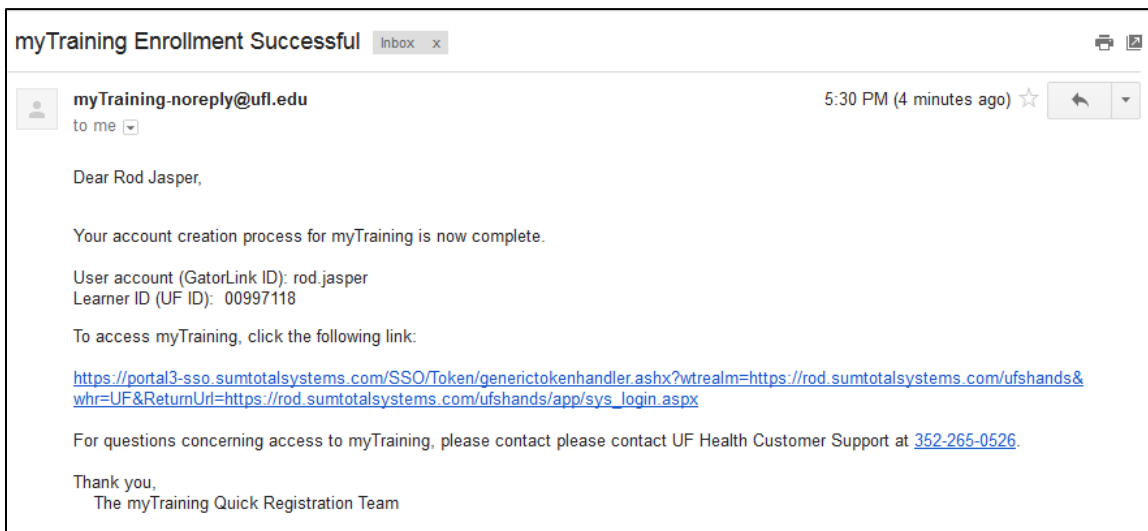 myTraining Enrollment Successful Inbox x
myTraining-noreply@ufl.edu 5:30 PM (4 minutes ago)
to me
Dear Rod Jasper,
Your account creation process for myTraining is now complete.
User account (GatorLink ID): rod.jasper
Learner ID (UF ID): 00997118
To access myTraining, click the following link:
https://portal3-sso.sumtotalsystems.com/SSO/Token/generictokenhandler.ashx?wtrealm=https://rod.sumtotalsystems.com/ufshands&
whr=UF&ReturnUrl=https://rod.sumtotalsystems.com/ufshands/app/sys_login.aspx
For questions concerning access to myTraining, please contact please contact UF Health Customer Support at 352-265-0526.
Thank you,
The myTraining Quick Registration Team